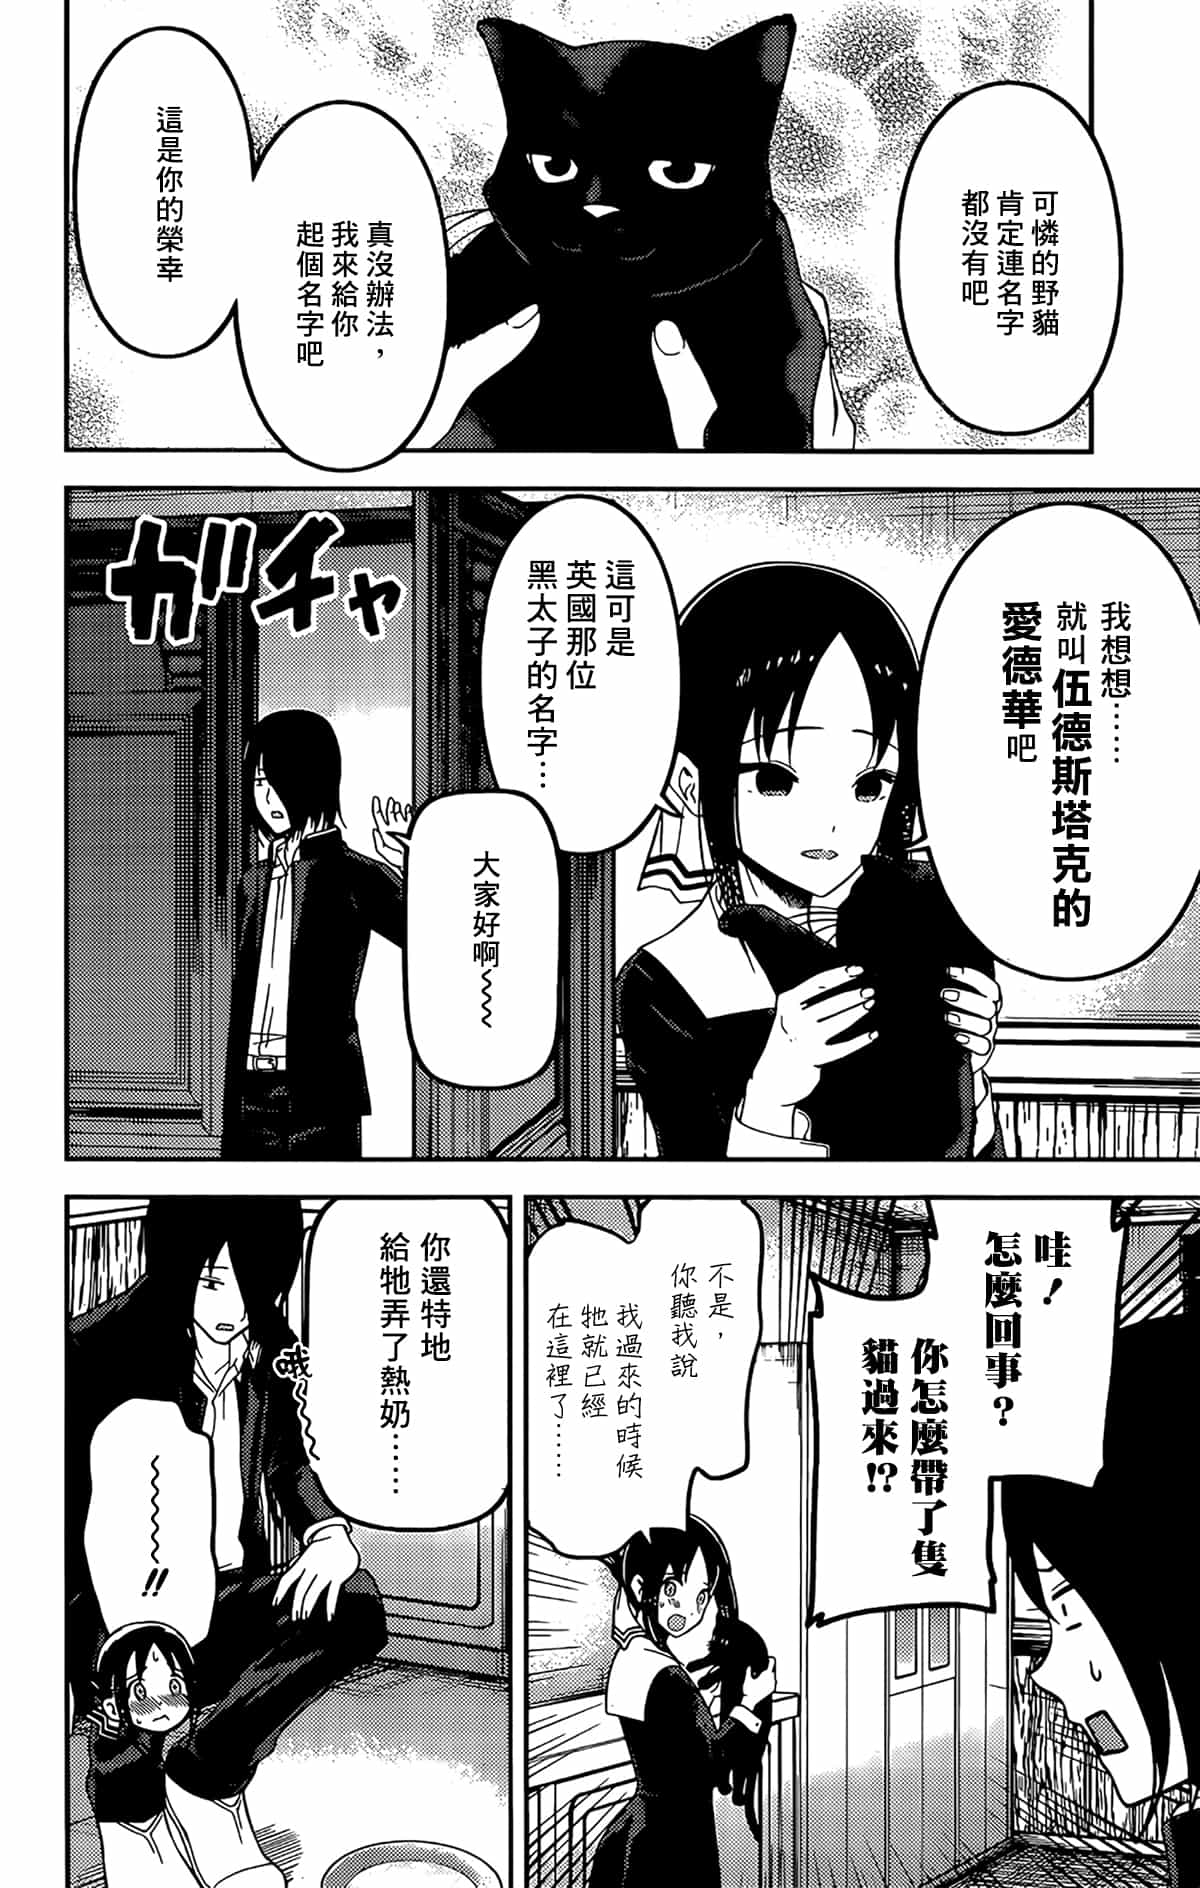 可憐的野貓
肯定連名字
都沒有吧
真沒辦法，
我來給你
起個名字吧
這是你的榮幸
我想想……
就叫伍德斯塔克的
愛德華吧
這可是
英國那位
黑太子的名字…
ガチャ
大家好啊～～
哇！
怎麼回事？
你怎麼帶了隻
貓過來!?
不是，
你聽我說
我過來的時候
牠就已經
在這裡了……
你還特地
給牠弄了熱奶……
哦～～
～～!!